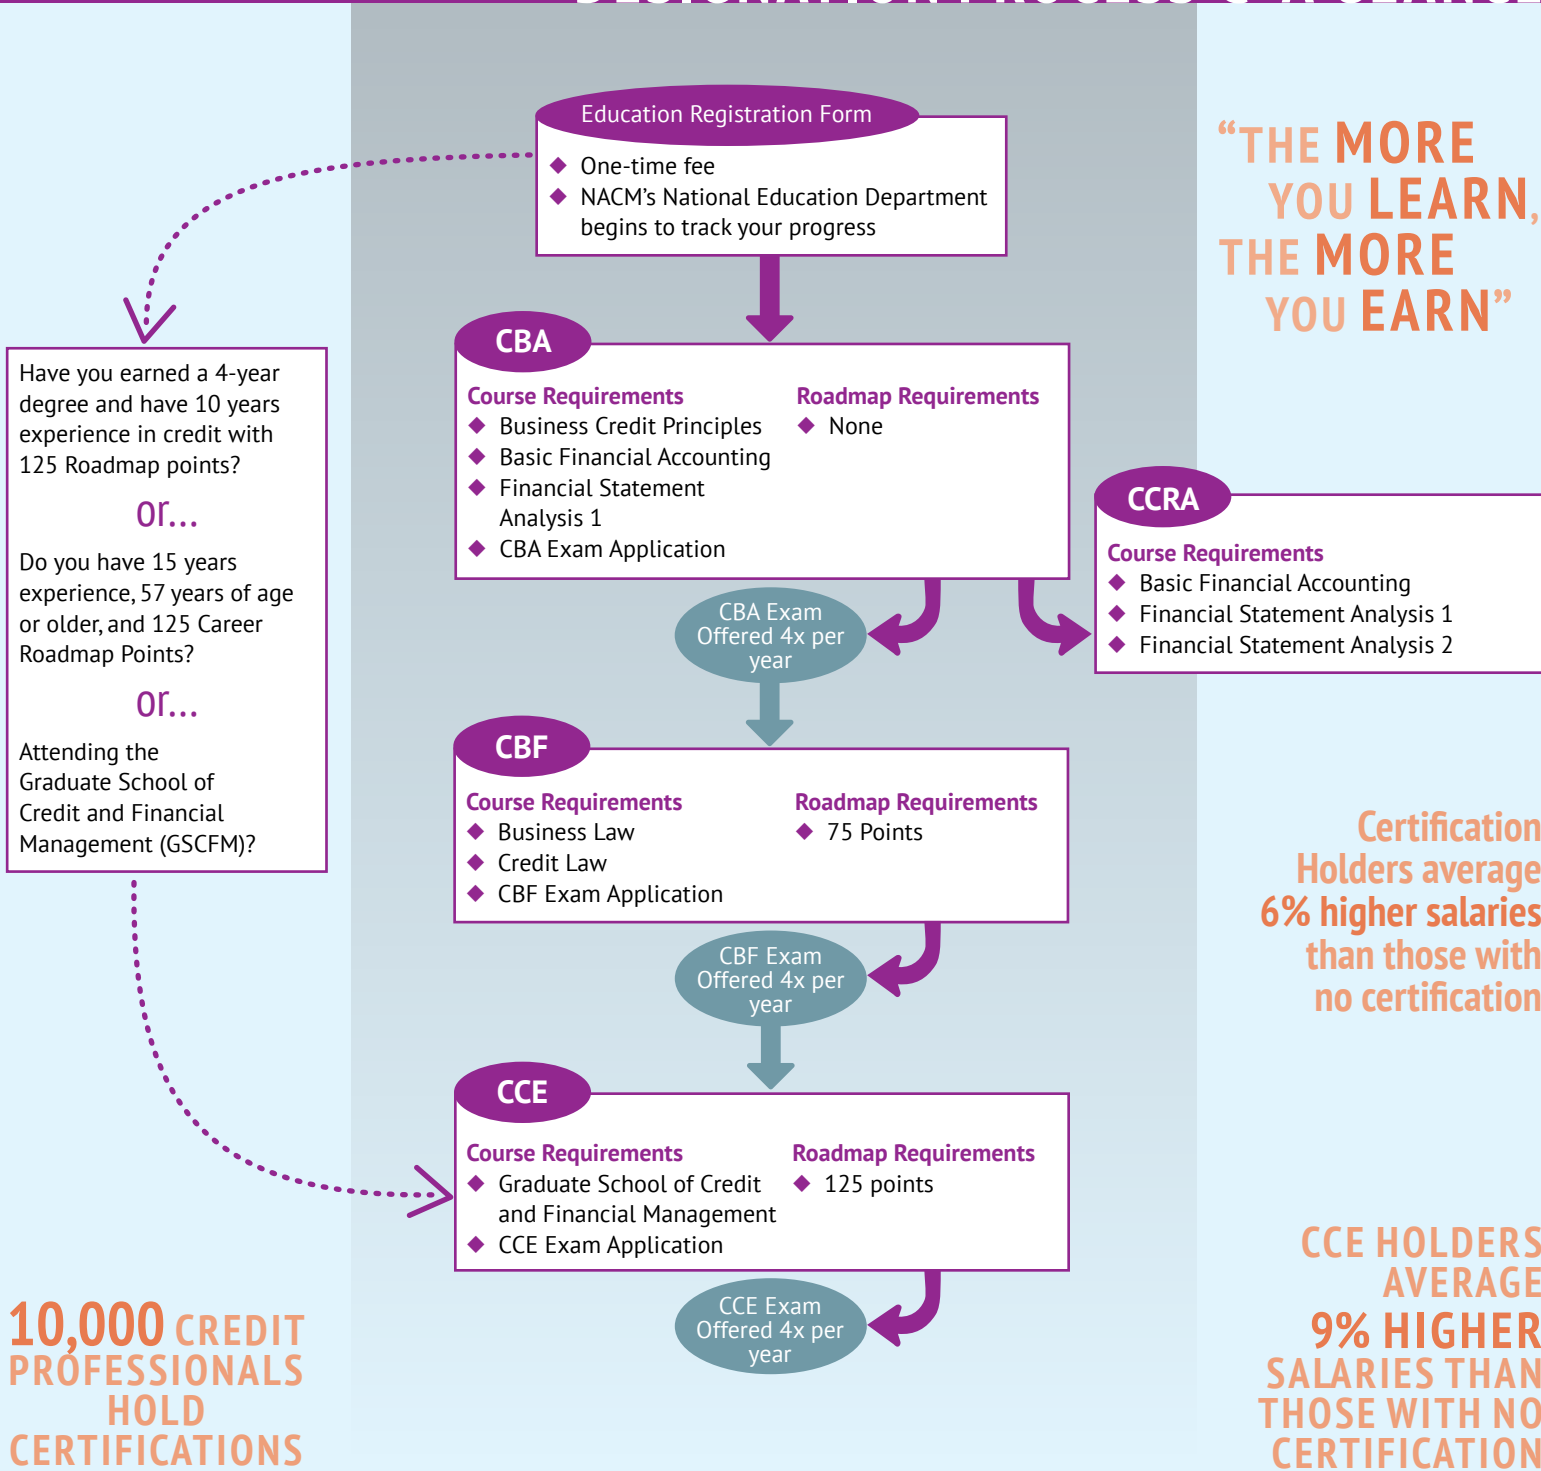 DESIGNATION PROCESS @ A GLANCE
Education Registration Form
One-time fee
NACM's National Education Department
begins to track your progress
“THE MORE
YOU LEARN,
THE MORE
YOU EARN”
Have you earned a 4-year
degree and have 10 years
experience in credit with
125 Roadmap points?
or...
Do you have 15 years
experience, 57 years of age
or older, and 125 Career
Roadmap Points?
or...
Attending the
Graduate School of
Credit and Financial
Management (GSCFM)?
CBA
Course Requirements
Business Credit Principles
Basic Financial Accounting
Financial Statement
Analysis 1
CBA Exam Application
Roadmap Requirements
None
CCRA
Course Requirements
Basic Financial Accounting
Financial Statement Analysis 1
Financial Statement Analysis 2
CBA Exam
Offered 4x per
year
CBF
Course Requirements
Business Law
Credit Law
CBF Exam Application
Roadmap Requirements
75 Points
Certification
Holders average
6% higher salaries
than those with
no certification
CBF Exam
Offered 4x per
year
CCE
Course Requirements
Graduate School of Credit
and Financial Management
CCE Exam Application
Roadmap Requirements
125 points
CCE Exam
Offered 4x per
year
10,000 CREDIT
PROFESSIONALS
HOLD
CERTIFICATIONS
CCE HOLDERS
AVERAGE
9% HIGHER
SALARIES THAN
THOSE WITH NO
CERTIFICATION